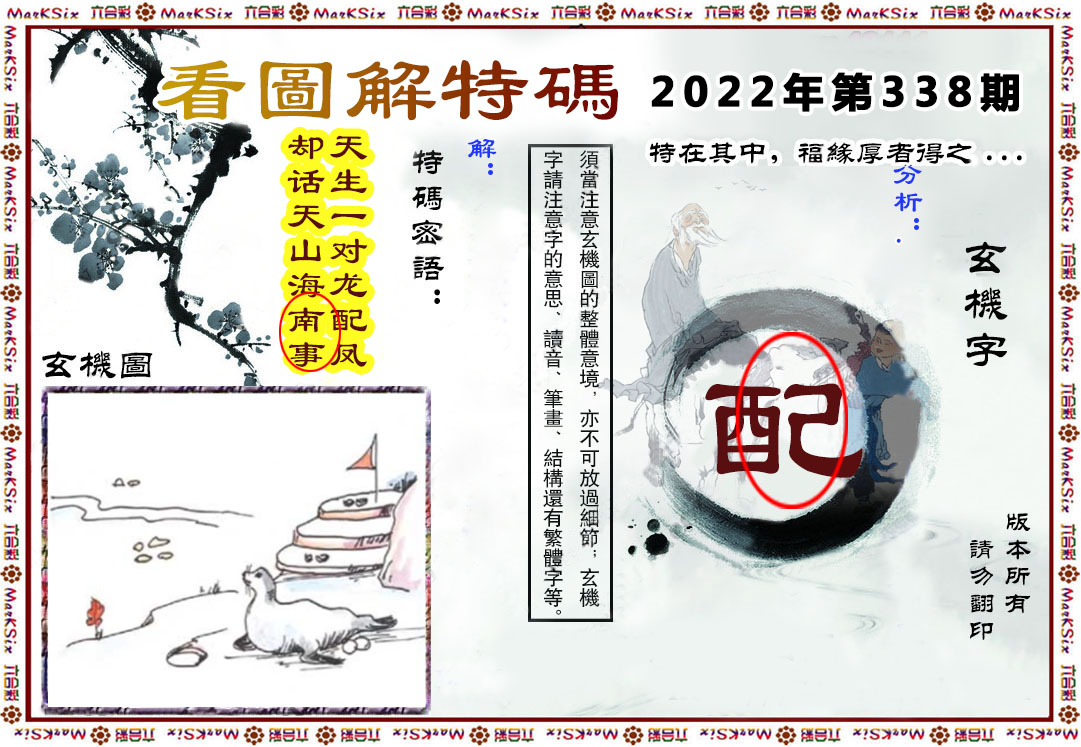 MarKSix 六合彩 MarKSix 六合彩 MarKSix 六合彩 MarKSix 六合彩 MarKSix 六合彩 MarKSix 六合彩 MarKSix 六合彩 MarKSix
看圖解特碼
2022年第338期
特在其中，福緣厚者得之...
天生一对龙配凤
却话天山海南事
特碼密語：
解：
須當注意玄機圖的整體意境，亦不可放過細節；玄機
字請注意字的意思、讀音、筆畫、結構還有繁體字等。
分析：.
玄機字
配
玄機圖
版本所有
請勿翻印